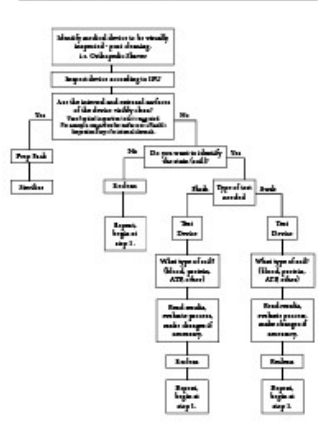 Identify medical device to be visually
inspected - post cleaning.
i.e. Orthopedic Shaver
Inspect device according to IFU
Are the internal and external surfaces
of the device visibly clean?
Yes
No
Prep Pack
Sterilize
No
Do you want to identify
the stain (soil)?
Yes
Reclean
Repeat,
begin at
step 1.
Type of test
needed
Test
Device
Test
Device
What type of soil?
(blood, protein,
ATP, other)
What type of soil?
(blood, protein,
ATP, other)
Read results,
evaluate process,
make changes if
necessary.
Read results,
evaluate process,
make changes if
necessary.
Reclean
Reclean
Repeat,
begin at
step 1.
Repeat,
begin at
step 1.